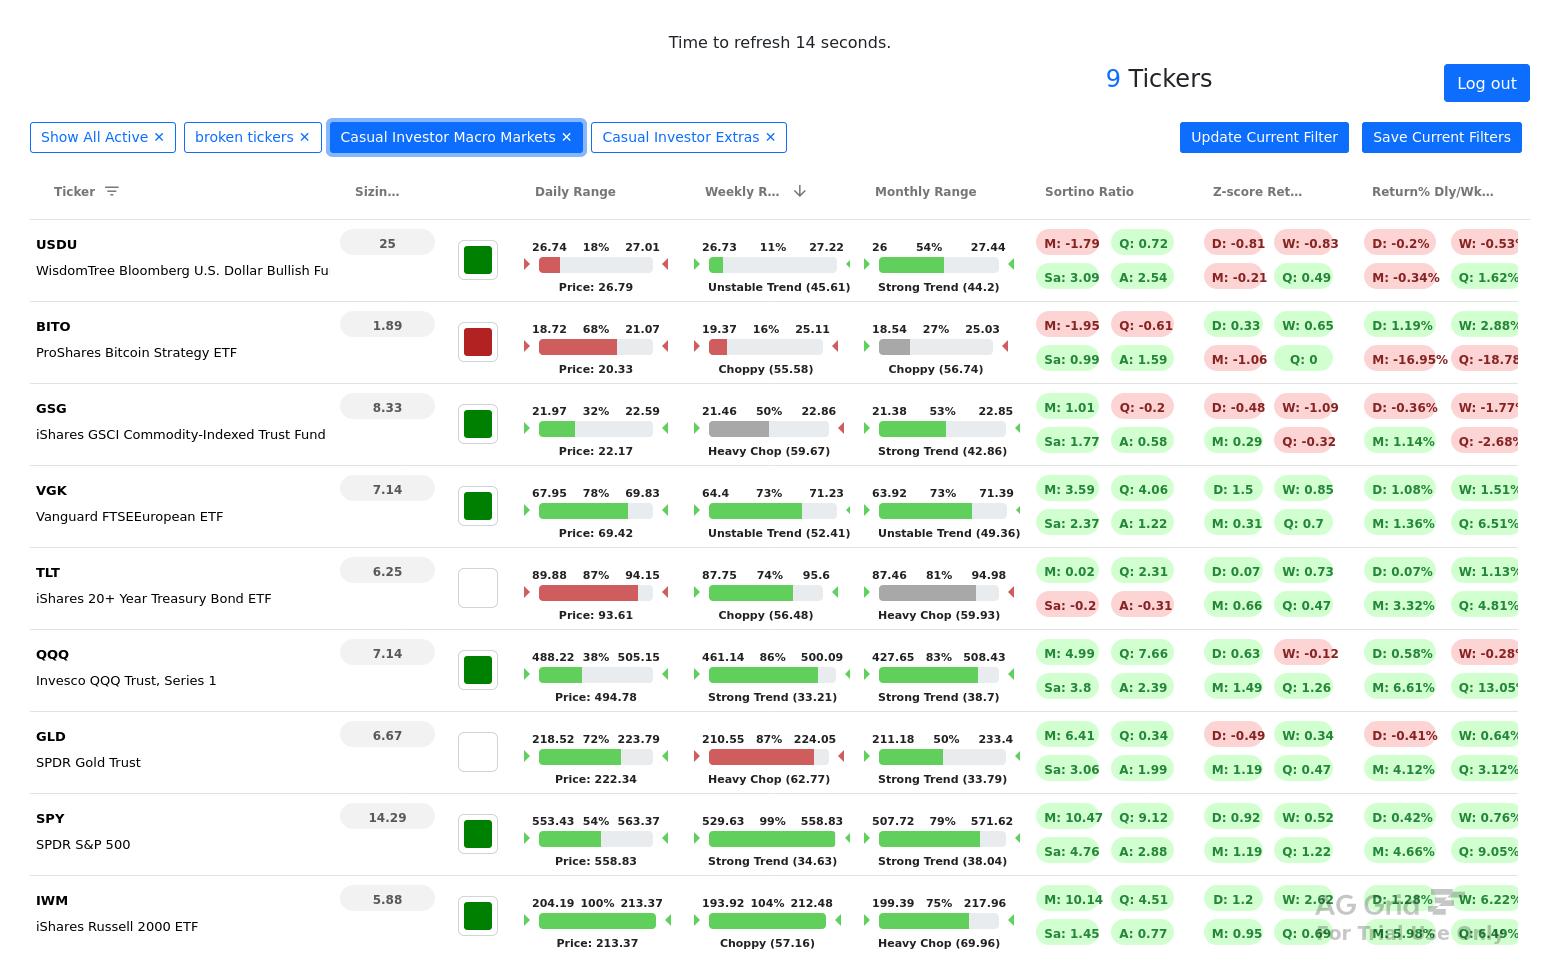 Time to refresh 14 seconds.
9 Tickers
Log out
Show All Active ✕ broken tickers ✕ Casual Investor Macro Markets ✕ Casual Investor Extras ✕ Update Current Filter Save Current Filters
Ticker Sizin... Daily Range Weekly R... Monthly Range Sortino Ratio Z-score Ret... Return% Dly/Wk...
USDU 25 26.74 18% 27.01 26.73 11% 27.22 26 54% 27.44 M: -1.79 Q: 0.72 D: -0.81 W: -0.83 D: -0.2% W: -0.53%
WisdomTree Bloomberg U.S. Dollar Bullish Fu Price: 26.79 Unstable Trend (45.61) Strong Trend (44.2) Sa: 3.09 A: 2.54 M: -0.21 Q: 0.49 M: -0.34% Q: 1.62%
BITO 1.89 18.72 68% 21.07 19.37 16% 25.11 18.54 27% 25.03 M: -1.95 Q: -0.61 D: 0.33 W: 0.65 D: 1.19% W: 2.88%
ProShares Bitcoin Strategy ETF Price: 20.33 Choppy (55.58) Choppy (56.74) Sa: 0.99 A: 1.59 M: -1.06 Q: 0 M: -16.95% Q: -18.78
GSG 8.33 21.97 32% 22.59 21.46 50% 22.86 21.38 53% 22.85 M: 1.01 Q: -0.2 D: -0.48 W: -1.09 D: -0.36% W: -1.77%
iShares GSCI Commodity-Indexed Trust Fund Price: 22.17 Heavy Chop (59.67) Strong Trend (42.86) Sa: 1.77 A: 0.58 M: 0.29 Q: -0.32 M: 1.14% Q: -2.68%
VGK 7.14 67.95 78% 69.83 64.4 73% 71.23 63.92 73% 71.39 M: 3.59 Q: 4.06 D: 1.5 W: 0.85 D: 1.08% W: 1.51%
Vanguard FTSEEuropean ETF Price: 69.42 Unstable Trend (52.41) Unstable Trend (49.36) Sa: 2.37 A: 1.22 M: 0.31 Q: 0.7 M: 1.36% Q: 6.51%
TLT 6.25 89.88 87% 94.15 87.75 74% 95.6 87.46 81% 94.98 M: 0.02 Q: 2.31 D: 0.07 W: 0.73 D: 0.07% W: 1.13%
iShares 20+ Year Treasury Bond ETF Price: 93.61 Choppy (56.48) Heavy Chop (59.93) Sa: -0.2 A: -0.31 M: 0.66 Q: 0.47 M: 3.32% Q: 4.81%
QQQ 7.14 488.22 38% 505.15 461.14 86% 500.09 427.65 83% 508.43 M: 4.99 Q: 7.66 D: 0.63 W: -0.12 D: 0.58% W: -0.28%
Invesco QQQ Trust, Series 1 Price: 494.78 Strong Trend (33.21) Strong Trend (38.7) Sa: 3.8 A: 2.39 M: 1.49 Q: 1.26 M: 6.61% Q: 13.05%
GLD 6.67 218.52 72% 223.79 210.55 87% 224.05 211.18 50% 233.4 M: 6.41 Q: 0.34 D: -0.49 W: 0.34 D: -0.41% W: 0.64%
SPDR Gold Trust Price: 222.34 Heavy Chop (62.77) Strong Trend (33.79) Sa: 3.06 A: 1.99 M: 1.19 Q: 0.47 M: 4.12% Q: 3.12%
SPY 14.29 553.43 54% 563.37 529.63 99% 558.83 507.72 79% 571.62 M: 10.47 Q: 9.12 D: 0.92 W: 0.52 D: 0.42% W: 0.76%
SPDR S&P 500 Price: 558.83 Strong Trend (34.63) Strong Trend (38.04) Sa: 4.76 A: 2.88 M: 1.19 Q: 1.22 M: 4.66% Q: 9.05%
IWM 5.88 204.19 100% 213.37 193.92 104% 212.48 199.39 75% 217.96 M: 10.14 Q: 4.51 D: 1.2 W: 2.62 D: 1.28% W: 6.22%
iShares Russell 2000 ETF Price: 213.37 Choppy (57.16) Heavy Chop (69.96) Sa: 1.45 A: 0.77 M: 0.95 Q: 0.69 M: 5.98% Q: 6.49%
AG Grid
For Trial Use Only